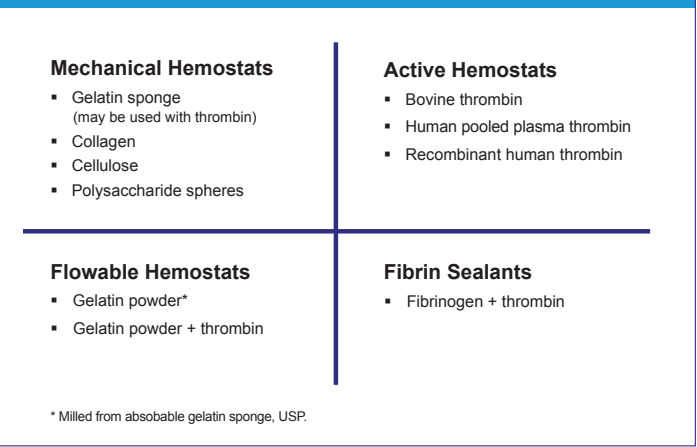 Mechanical Hemostats
▪ Gelatin sponge
(may be used with thrombin)
▪ Collagen
▪ Cellulose
▪ Polysaccharide spheres
Active Hemostats
▪ Bovine thrombin
▪ Human pooled plasma thrombin
▪ Recombinant human thrombin
Flowable Hemostats
▪ Gelatin powder*
▪ Gelatin powder + thrombin
Fibrin Sealants
▪ Fibrinogen + thrombin
* Milled from absobable gelatin sponge, USP.